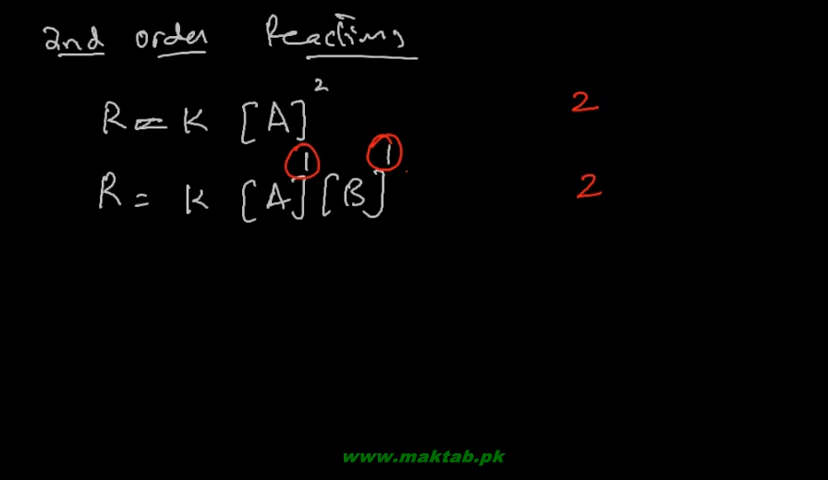 2nd order Reactions
R = K [A]² 2
R = K [A]¹ [B]¹ 2
www.maktab.pk